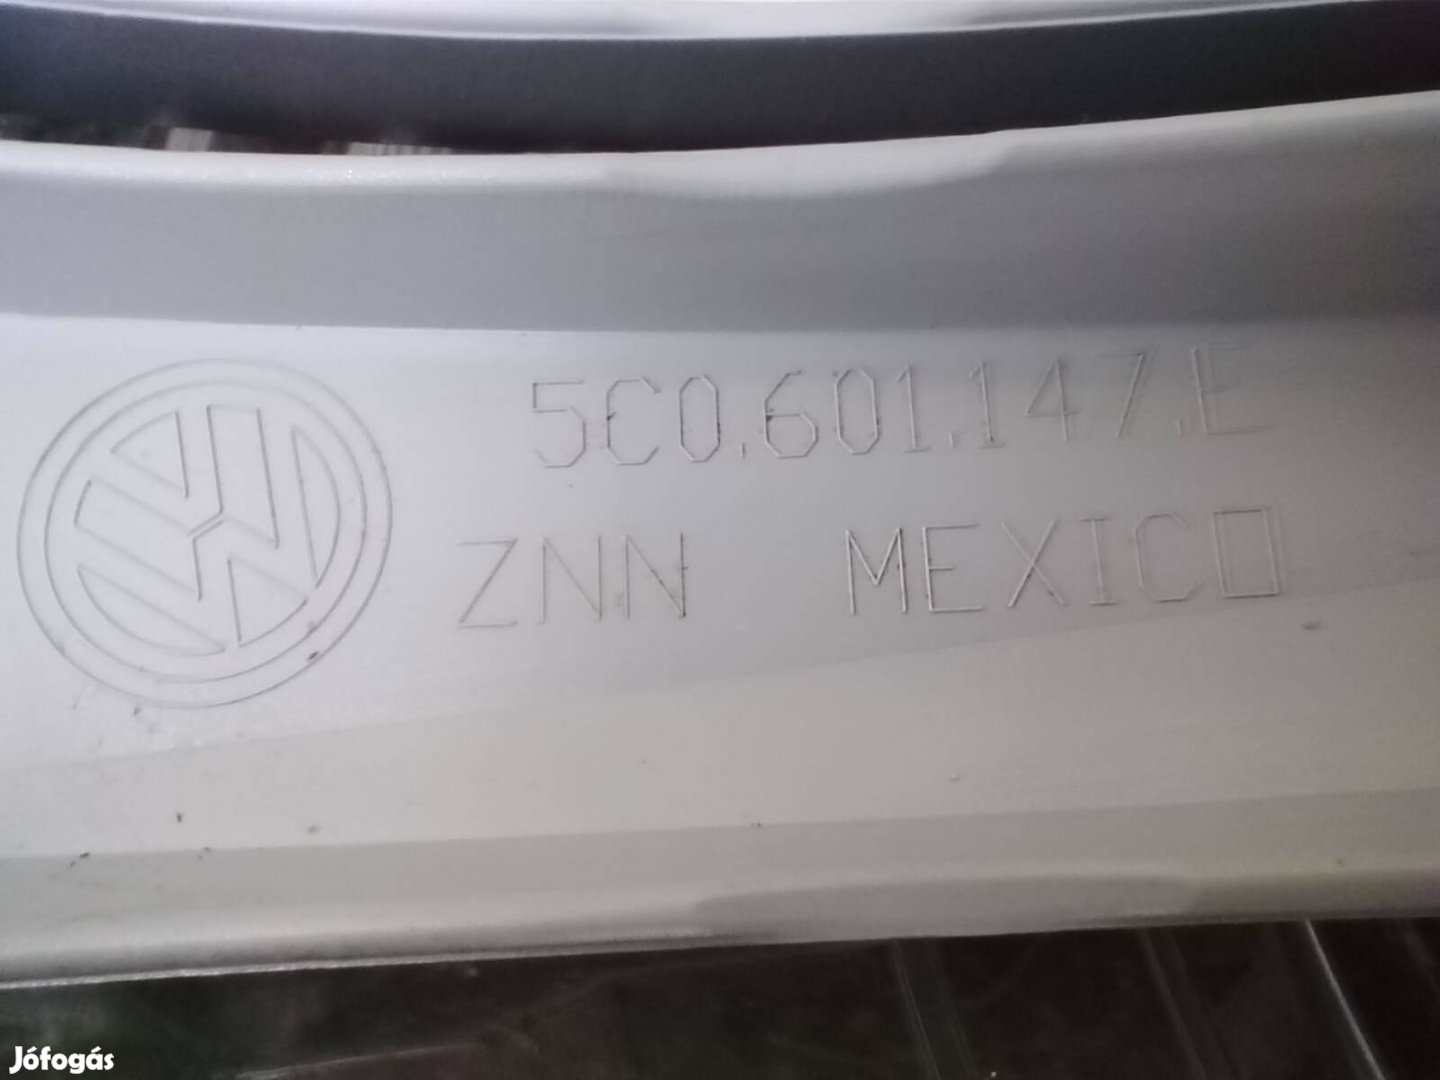 5C0.601.147.E
ZNN MEXICO
Jófogás